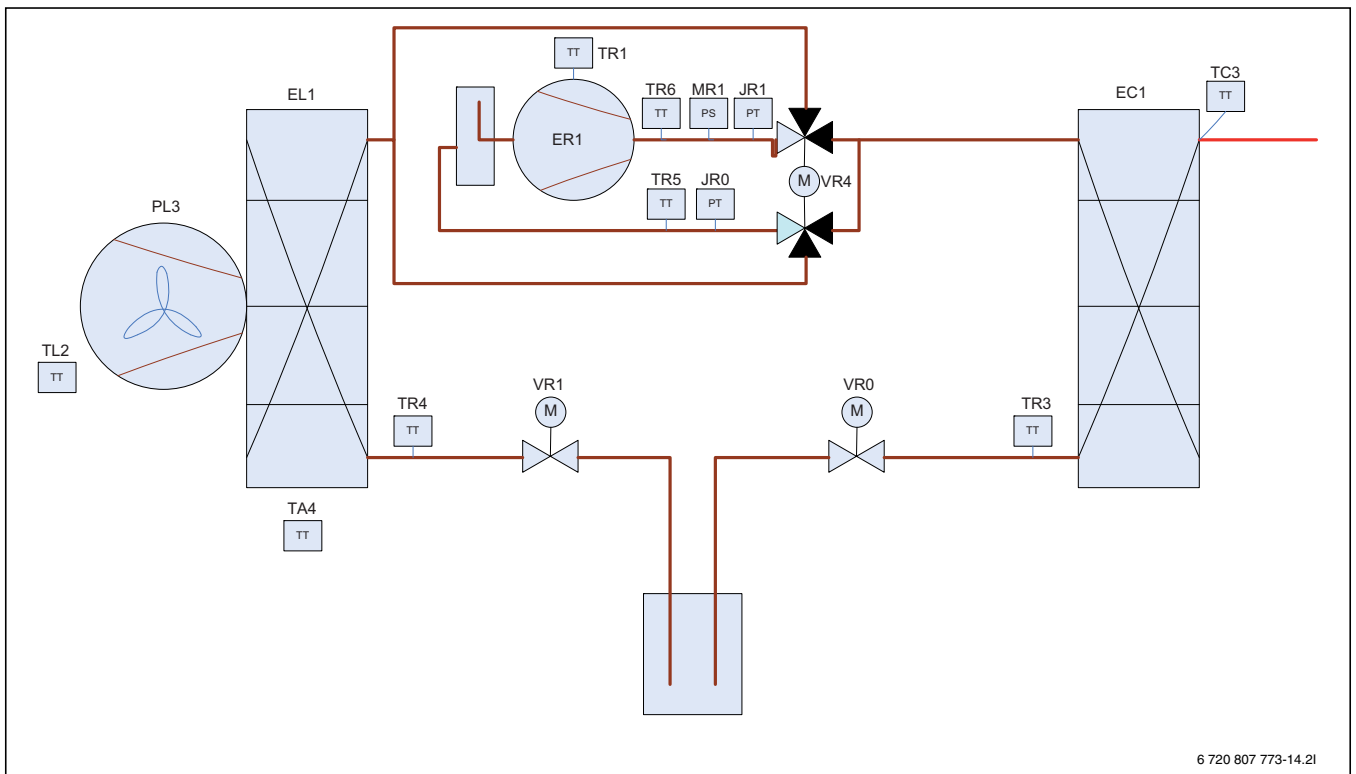 TT TR1
TC3
TT
EL1
TR6 MR1 JR1
TT PS PT
EC1
ER1
M VR4
TR5 JR0
TT PT
PL3
TL2
TT
VR1
M
VR0
M
TR4
TT
TR3
TT
TA4
TT
6 720 807 773-14.2I